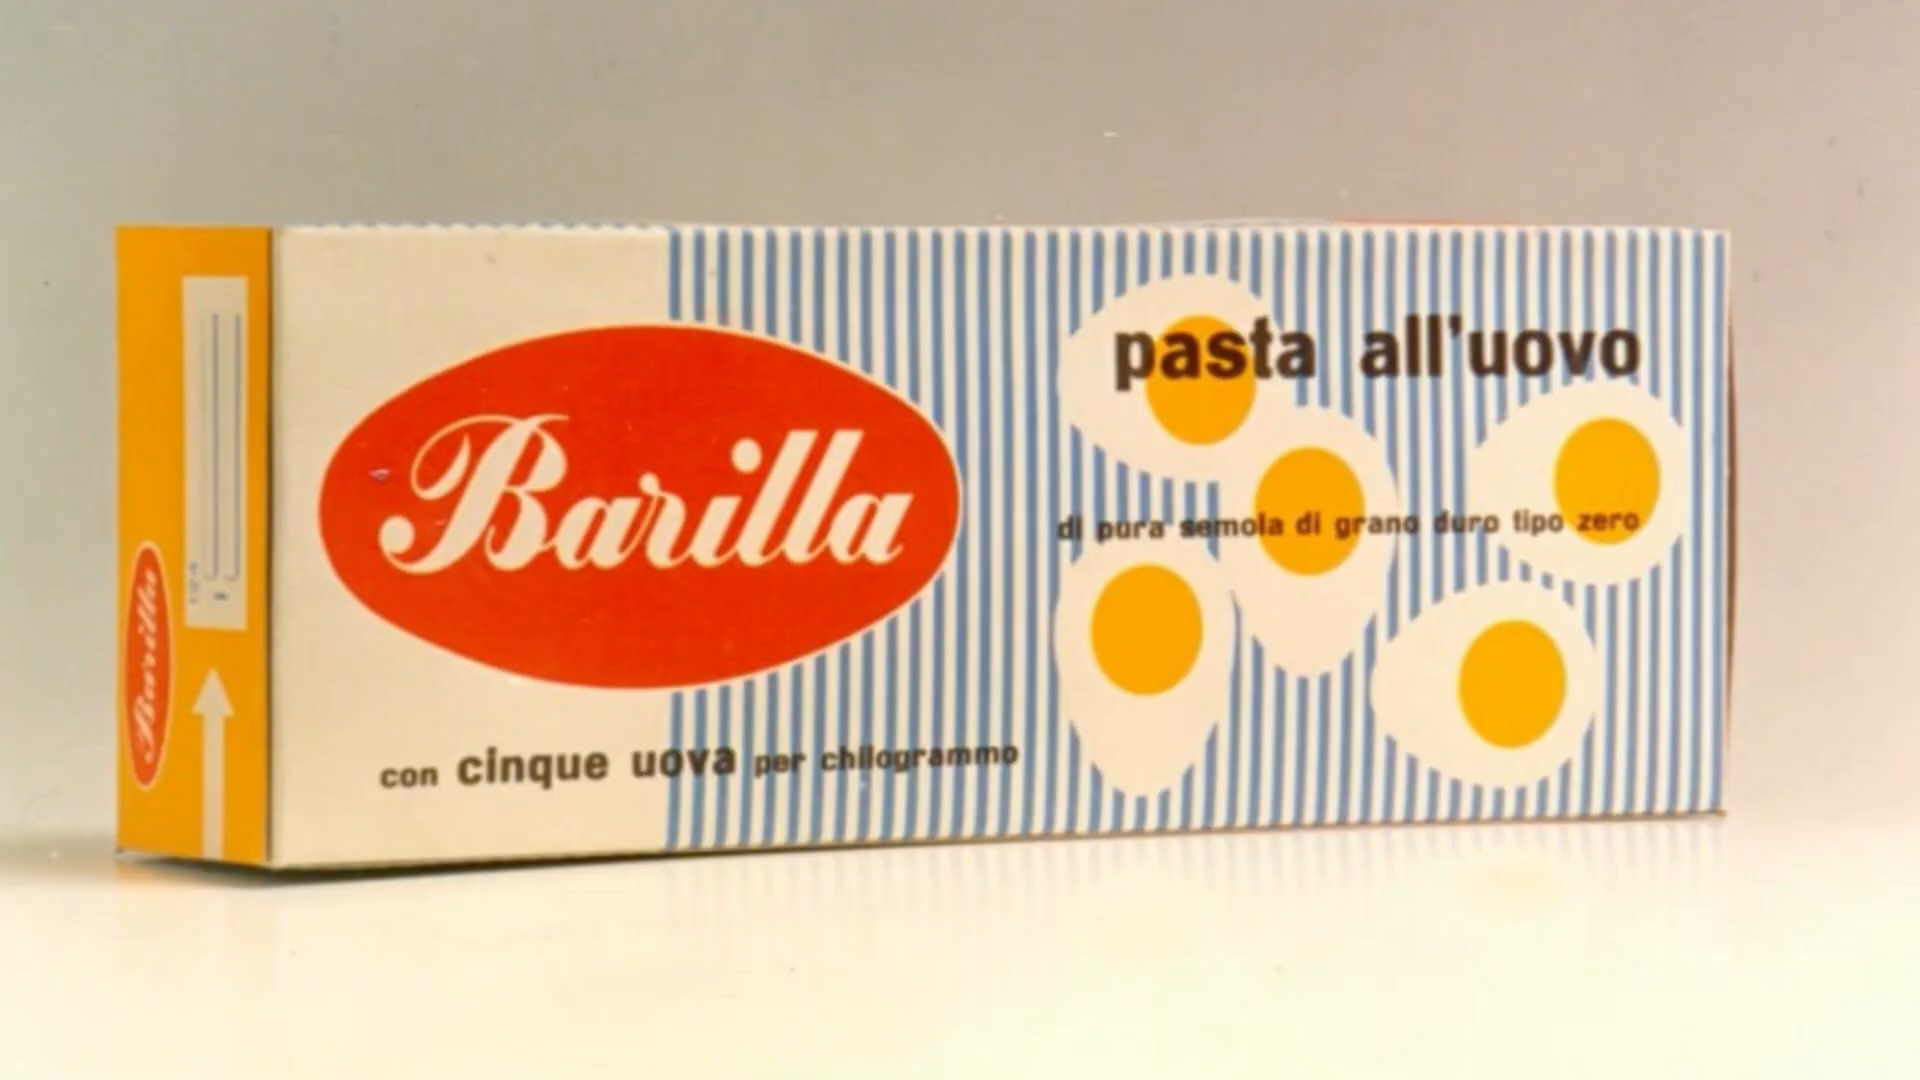 Barilla
pasta all'uovo
di pura semola di grano duro tipo zero
con cinque uova per chilogrammo
Barilla